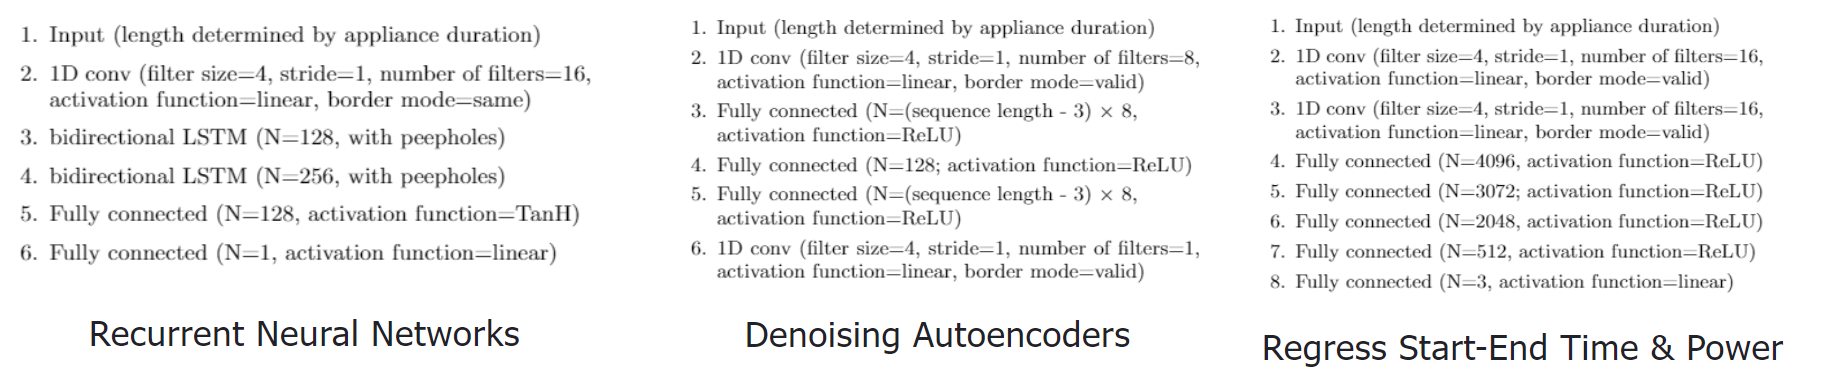 1. Input (length determined by appliance duration)
2. 1D conv (filter size=4, stride=1, number of filters=16,
activation function=linear, border mode=same)
3. bidirectional LSTM (N=128, with peepholes)
4. bidirectional LSTM (N=256, with peepholes)
5. Fully connected (N=128, activation function=TanH)
6. Fully connected (N=1, activation function=linear)
Recurrent Neural Networks
1. Input (length determined by appliance duration)
2. 1D conv (filter size=4, stride=1, number of filters=8,
activation function=linear, border mode=valid)
3. Fully connected (N=(sequence length - 3) × 8,
activation function=ReLU)
4. Fully connected (N=128; activation function=ReLU)
5. Fully connected (N=(sequence length - 3) × 8,
activation function=ReLU)
6. 1D conv (filter size=4, stride=1, number of filters=1,
activation function=linear, border mode=valid)
Denoising Autoencoders
1. Input (length determined by appliance duration)
2. 1D conv (filter size=4, stride=1, number of filters=16,
activation function=linear, border mode=valid)
3. 1D conv (filter size=4, stride=1, number of filters=16,
activation function=linear, border mode=valid)
4. Fully connected (N=4096, activation function=ReLU)
5. Fully connected (N=3072; activation function=ReLU)
6. Fully connected (N=2048, activation function=ReLU)
7. Fully connected (N=512, activation function=ReLU)
8. Fully connected (N=3, activation function=linear)
Regress Start-End Time & Power